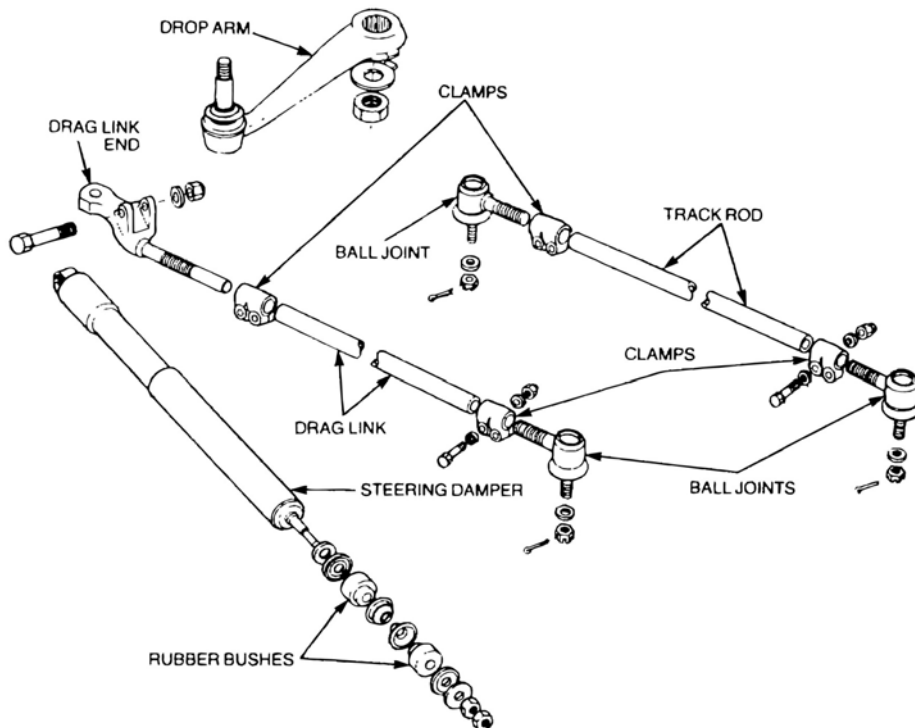 DROP ARM
CLAMPS
DRAG LINK
END
BALL JOINT
TRACK ROD
CLAMPS
DRAG LINK
STEERING DAMPER
BALL JOINTS
RUBBER BUSHES